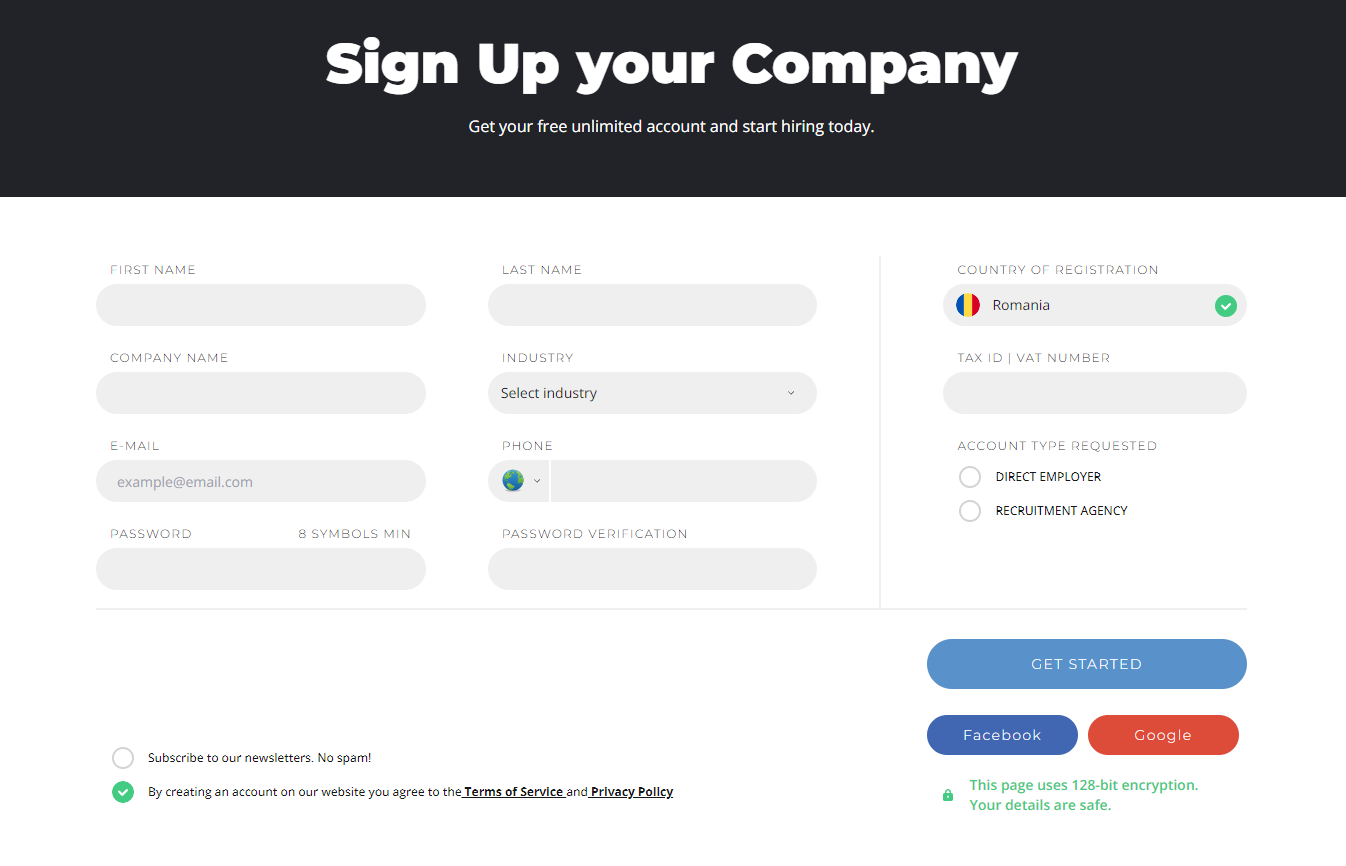 Sign Up your Company
Get your free unlimited account and start hiring today.
FIRST NAME
LAST NAME
COUNTRY OF REGISTRATION
Romania
COMPANY NAME
INDUSTRY
Select industry
TAX ID | VAT NUMBER
E-MAIL
example@email.com
PHONE
ACCOUNT TYPE REQUESTED
DIRECT EMPLOYER
RECRUITMENT AGENCY
PASSWORD
8 SYMBOLS MIN
PASSWORD VERIFICATION
GET STARTED
Facebook
Google
Subscribe to our newsletters. No spam!
By creating an account on our website you agree to the Terms of Service and Privacy Policy
This page uses 128-bit encryption.
Your details are safe.